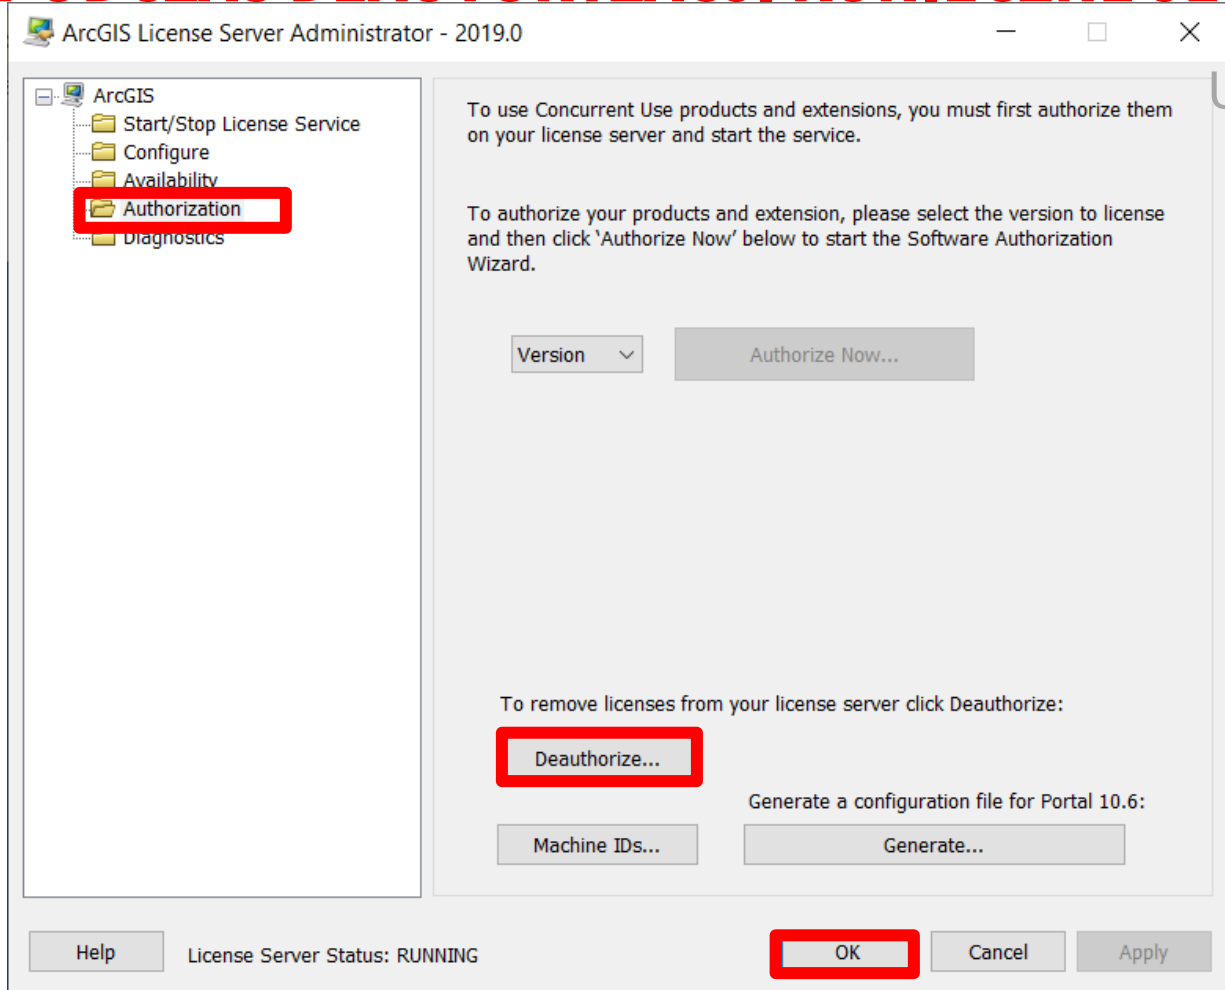 ArcGIS License Server Administrator - 2019.0
ArcGIS
Start/Stop License Service
Configure
Availability
Authorization
Diagnostics
To use Concurrent Use products and extensions, you must first authorize them
on your license server and start the service.
To authorize your products and extension, please select the version to license
and then click ‘Authorize Now’ below to start the Software Authorization
Wizard.
Version
Authorize Now...
To remove licenses from your license server click Deauthorize:
Deauthorize...
Generate a configuration file for Portal 10.6:
Machine IDs...
Generate...
Help
License Server Status: RUNNING
OK
Cancel
Apply